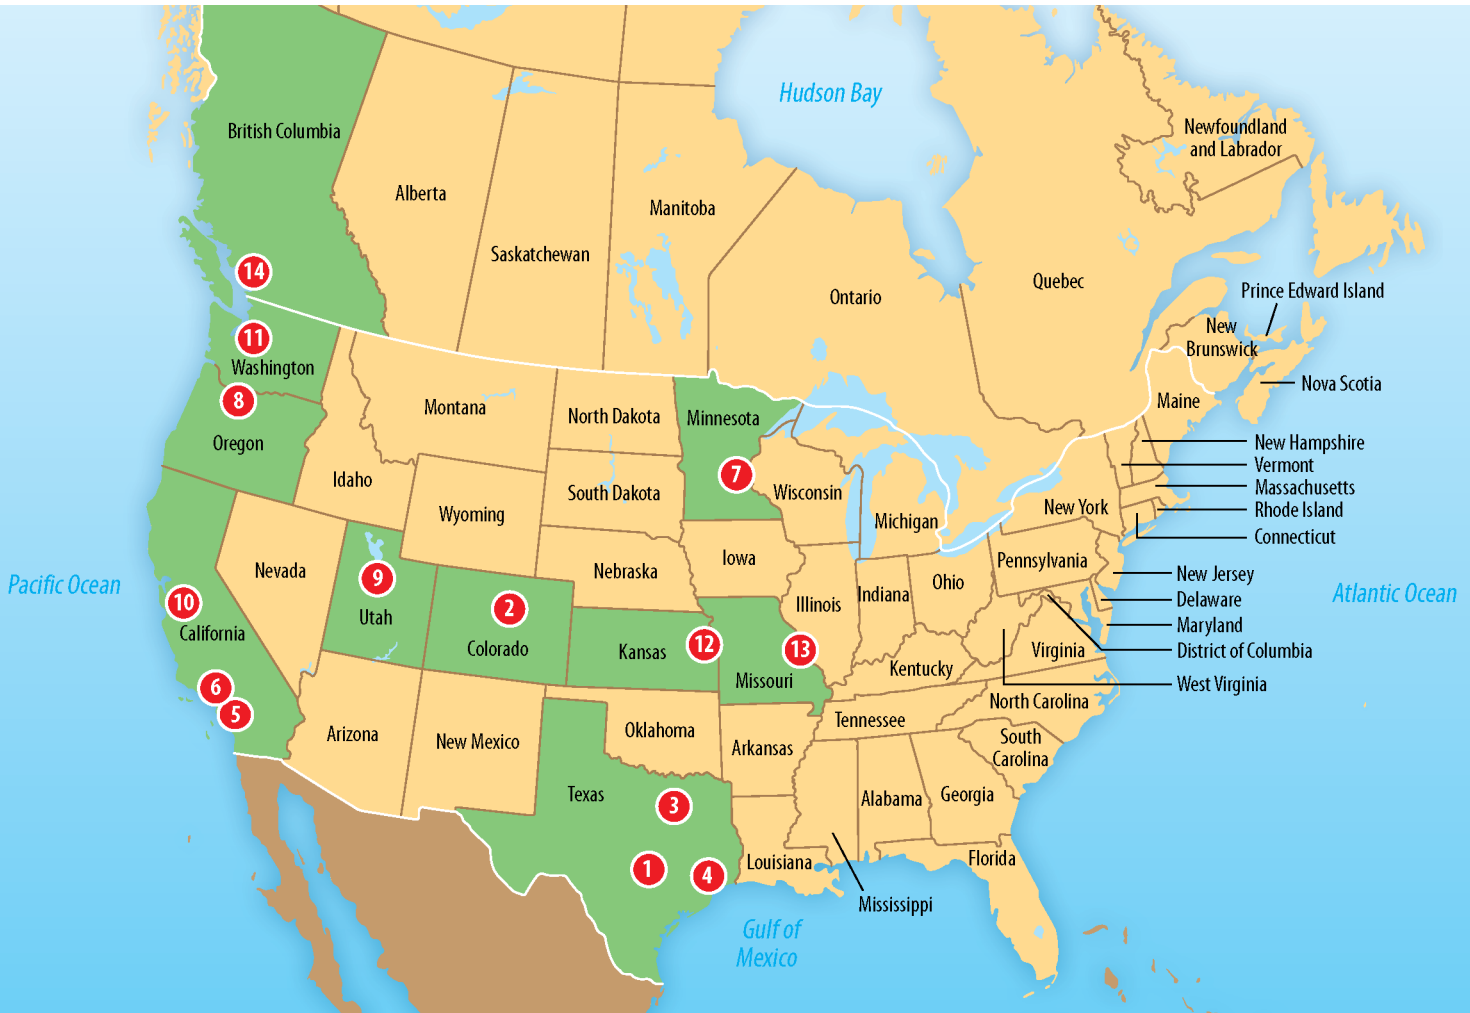 Hudson Bay
British Columbia
Newfoundland
and Labrador
Alberta
Manitoba
Saskatchewan
14
Ontario
Quebec
Prince Edward Island
11
Washington
New
Brunswick
Nova Scotia
8
Oregon
Montana
North Dakota
Minnesota
Maine
New Hampshire
Vermont
Massachusetts
Rhode Island
Connecticut
Idaho
Wyoming
South Dakota
7
Wisconsin
Michigan
New York
Pacific Ocean
Nevada
9
Utah
Nebraska
Iowa
Pennsylvania
New Jersey
Delaware
Maryland
District of Columbia
West Virginia
Atlantic Ocean
10
California
2
Colorado
Kansas
12
13
Missouri
Illinois
Indiana
Ohio
Kentucky
Virginia
6
5
Arizona
New Mexico
Oklahoma
Arkansas
Tennessee
North Carolina
South
Carolina
Texas
3
1
4
Louisiana
Alabama
Georgia
Florida
Mississippi
Gulf of
Mexico